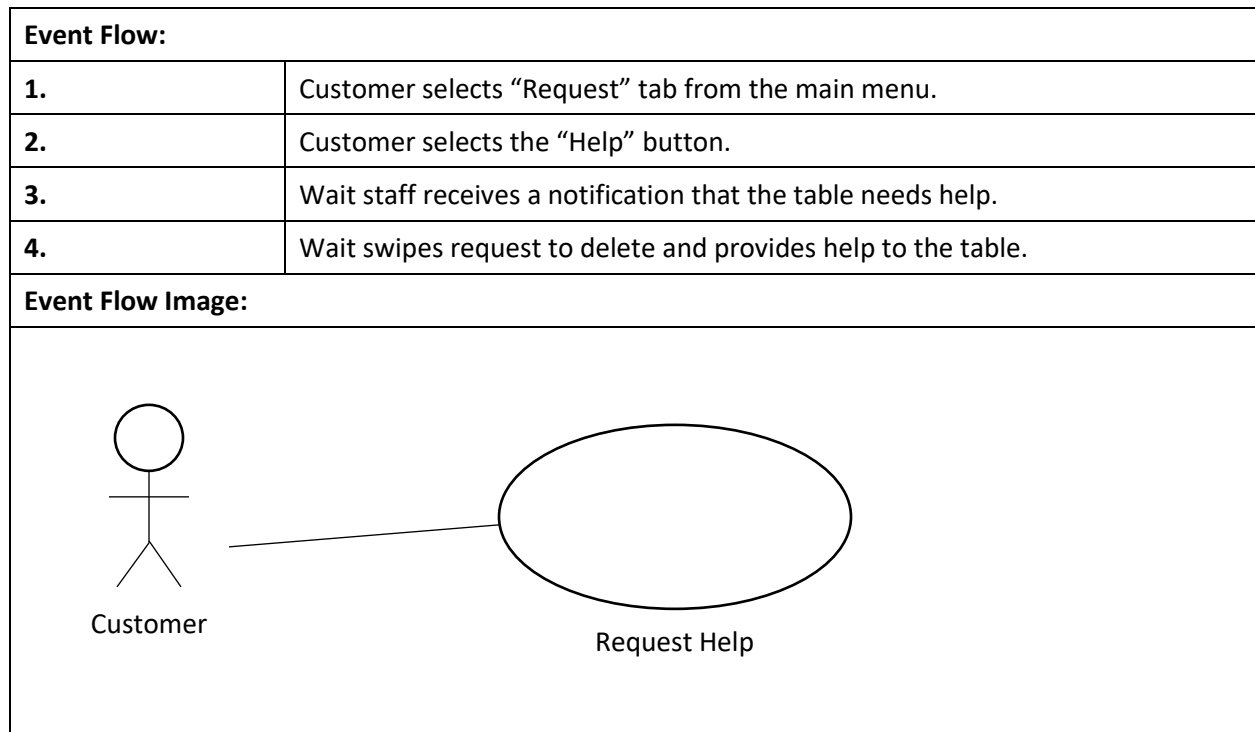 Event Flow:
1. Customer selects “Request” tab from the main menu.
2. Customer selects the “Help” button.
3. Wait staff receives a notification that the table needs help.
4. Wait swipes request to delete and provides help to the table.
Event Flow Image:
Customer
Request Help